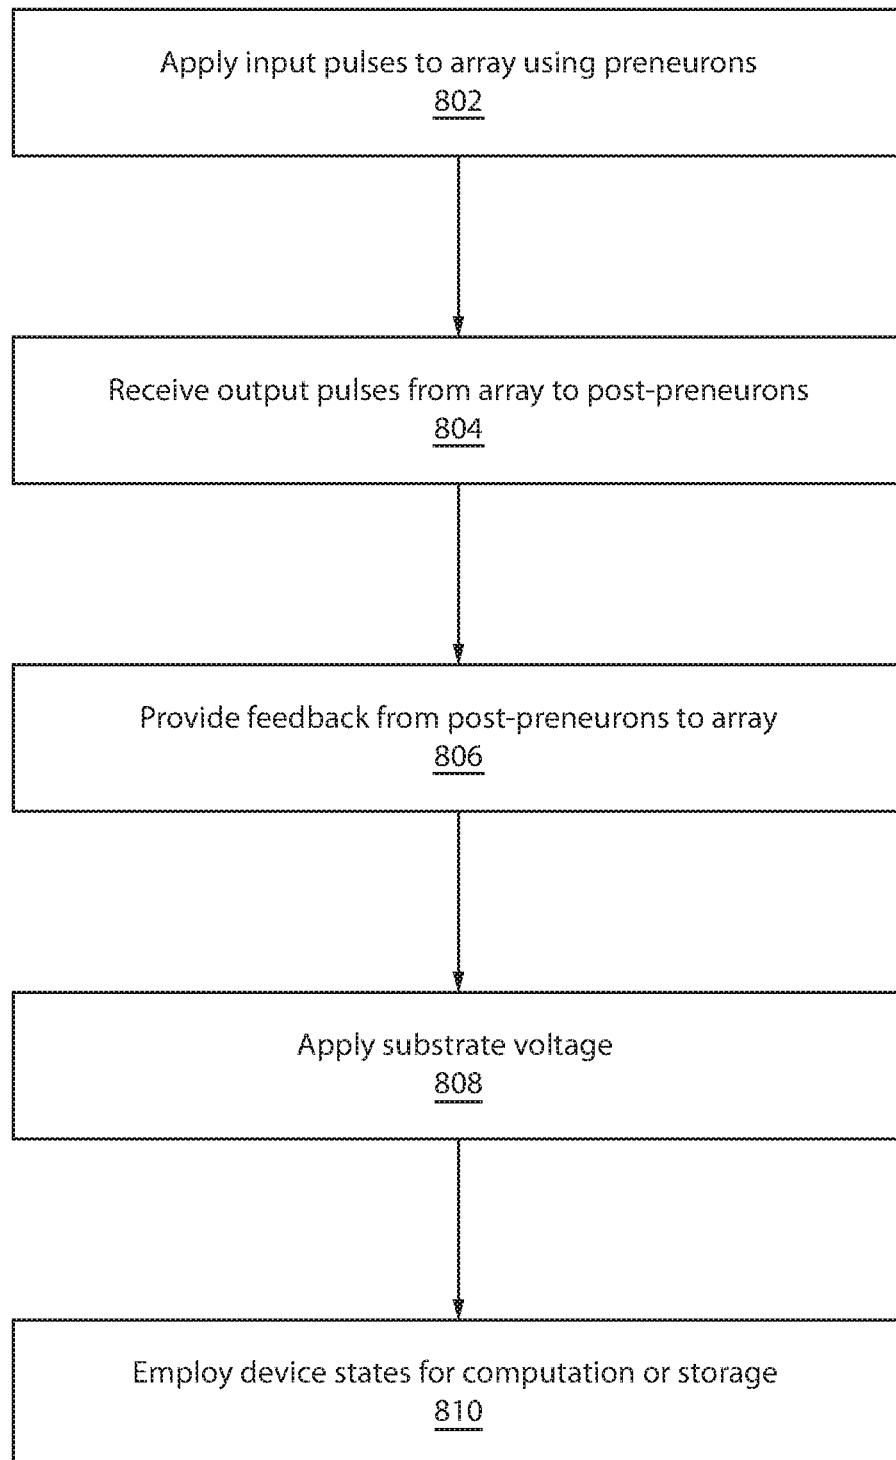 Apply input pulses to array using preneurons
802
Receive output pulses from array to post-preneurons
804
Provide feedback from post-preneurons to array
806
Apply substrate voltage
808
Employ device states for computation or storage
810